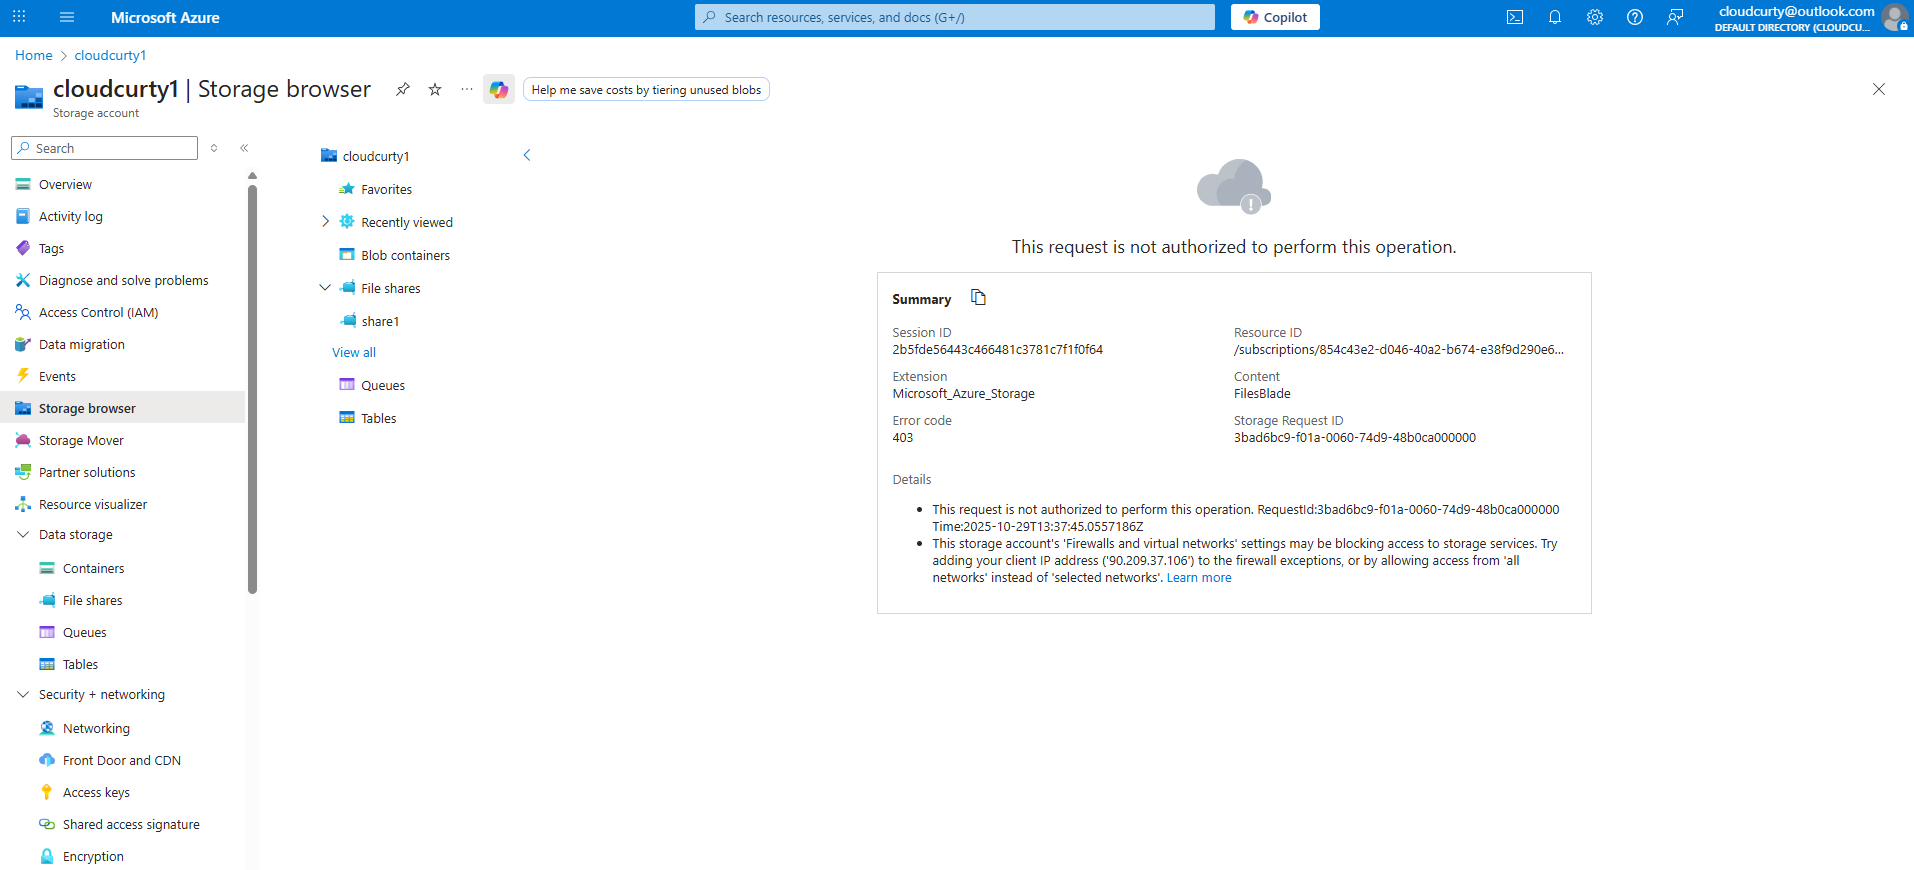 Microsoft Azure
Search resources, services, and docs (G+/)
Copilot
cloudcurty@outlook.com
DEFAULT DIRECTORY (CLOUDCU...
Home
cloudcurty1
cloudcurty1 | Storage browser
Storage account
Help me save costs by tiering unused blobs
Search
Overview
Activity log
Tags
Diagnose and solve problems
Access Control (IAM)
Data migration
Events
Storage browser
Storage Mover
Partner solutions
Resource visualizer
Data storage
Containers
File shares
Queues
Tables
Security + networking
Networking
Front Door and CDN
Access keys
Shared access signature
Encryption
cloudcurty1
Favorites
Recently viewed
Blob containers
File shares
share1
View all
Queues
Tables
This request is not authorized to perform this operation.
Summary
Session ID
2b5fde56443c466481c3781c7f1f0f64
Resource ID
/subscriptions/854c43e2-d046-40a2-b674-e38f9d290e6...
Extension
Microsoft_Azure_Storage
Content
FilesBlade
Error code
403
Storage Request ID
3bad6bc9-f01a-0060-74d9-48b0ca000000
Details
This request is not authorized to perform this operation. RequestId:3bad6bc9-f01a-0060-74d9-48b0ca000000
Time:2025-10-29T13:37:45.0557186Z
This storage account's 'Firewalls and virtual networks' settings may be blocking access to storage services. Try
adding your client IP address ('90.209.37.106') to the firewall exceptions, or by allowing access from 'all
networks' instead of 'selected networks'. Learn more